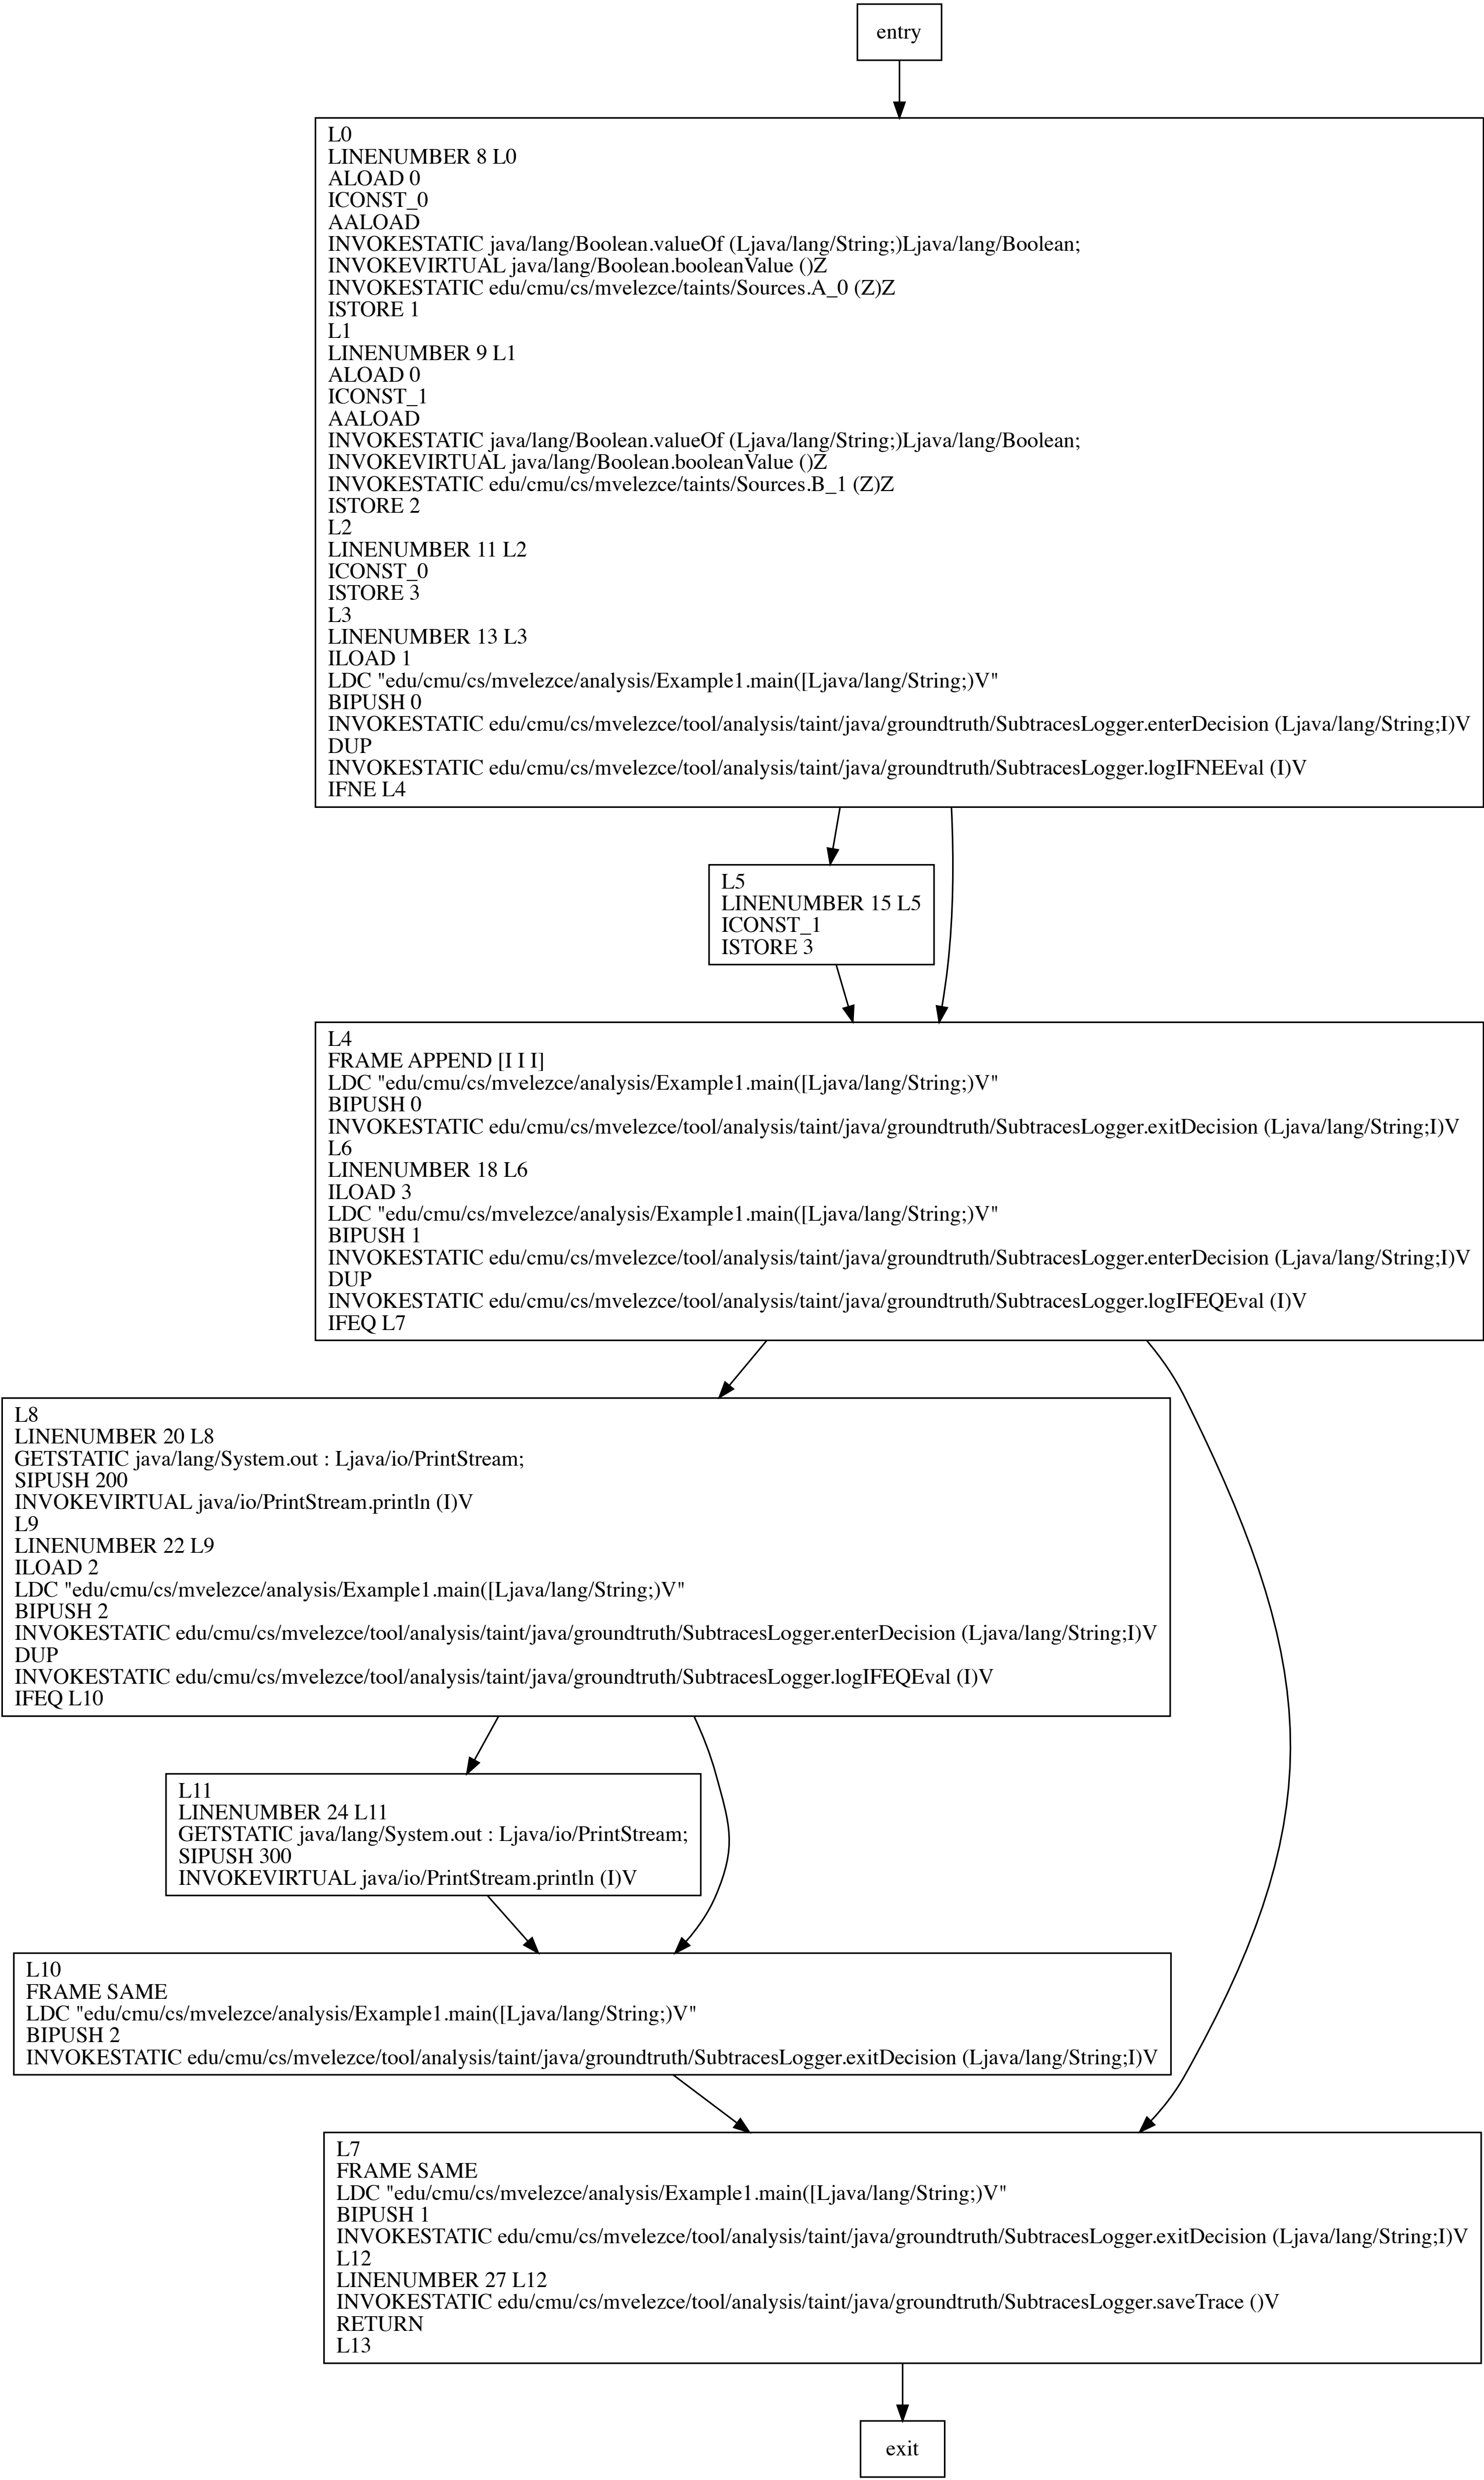 entry
L0
LINENUMBER 8 L0
ALOAD 0
ICONST_0
AALOAD
INVOKESTATIC java/lang/Boolean.valueOf (Ljava/lang/String;)Ljava/lang/Boolean;
INVOKEVIRTUAL java/lang/Boolean.booleanValue ()Z
INVOKESTATIC edu/cmu/cs/mvelezce/taints/Sources.A_0 (Z)Z
ISTORE 1
L1
LINENUMBER 9 L1
ALOAD 0
ICONST_1
AALOAD
INVOKESTATIC java/lang/Boolean.valueOf (Ljava/lang/String;)Ljava/lang/Boolean;
INVOKEVIRTUAL java/lang/Boolean.booleanValue ()Z
INVOKESTATIC edu/cmu/cs/mvelezce/taints/Sources.B_1 (Z)Z
ISTORE 2
L2
LINENUMBER 11 L2
ICONST_0
ISTORE 3
L3
LINENUMBER 13 L3
ILOAD 1
LDC "edu/cmu/cs/mvelezce/analysis/Example1.main([Ljava/lang/String;)V"
BIPUSH 0
INVOKESTATIC edu/cmu/cs/mvelezce/tool/analysis/taint/java/groundtruth/SubtracesLogger.enterDecision (Ljava/lang/String;I)V
DUP
INVOKESTATIC edu/cmu/cs/mvelezce/tool/analysis/taint/java/groundtruth/SubtracesLogger.logIFNEEval (I)V
IFNE L4
L5
LINENUMBER 15 L5
ICONST_1
ISTORE 3
L4
FRAME APPEND [I I I]
LDC "edu/cmu/cs/mvelezce/analysis/Example1.main([Ljava/lang/String;)V"
BIPUSH 0
INVOKESTATIC edu/cmu/cs/mvelezce/tool/analysis/taint/java/groundtruth/SubtracesLogger.exitDecision (Ljava/lang/String;I)V
L6
LINENUMBER 18 L6
ILOAD 3
LDC "edu/cmu/cs/mvelezce/analysis/Example1.main([Ljava/lang/String;)V"
BIPUSH 1
INVOKESTATIC edu/cmu/cs/mvelezce/tool/analysis/taint/java/groundtruth/SubtracesLogger.enterDecision (Ljava/lang/String;I)V
DUP
INVOKESTATIC edu/cmu/cs/mvelezce/tool/analysis/taint/java/groundtruth/SubtracesLogger.logIFEQEval (I)V
IFEQ L7
L8
LINENUMBER 20 L8
GETSTATIC java/lang/System.out : Ljava/io/PrintStream;
SIPUSH 200
INVOKEVIRTUAL java/io/PrintStream.println (I)V
L9
LINENUMBER 22 L9
ILOAD 2
LDC "edu/cmu/cs/mvelezce/analysis/Example1.main([Ljava/lang/String;)V"
BIPUSH 2
INVOKESTATIC edu/cmu/cs/mvelezce/tool/analysis/taint/java/groundtruth/SubtracesLogger.enterDecision (Ljava/lang/String;I)V
DUP
INVOKESTATIC edu/cmu/cs/mvelezce/tool/analysis/taint/java/groundtruth/SubtracesLogger.logIFEQEval (I)V
IFEQ L10
L11
LINENUMBER 24 L11
GETSTATIC java/lang/System.out : Ljava/io/PrintStream;
SIPUSH 300
INVOKEVIRTUAL java/io/PrintStream.println (I)V
L10
FRAME SAME
LDC "edu/cmu/cs/mvelezce/analysis/Example1.main([Ljava/lang/String;)V"
BIPUSH 2
INVOKESTATIC edu/cmu/cs/mvelezce/tool/analysis/taint/java/groundtruth/SubtracesLogger.exitDecision (Ljava/lang/String;I)V
L7
FRAME SAME
LDC "edu/cmu/cs/mvelezce/analysis/Example1.main([Ljava/lang/String;)V"
BIPUSH 1
INVOKESTATIC edu/cmu/cs/mvelezce/tool/analysis/taint/java/groundtruth/SubtracesLogger.exitDecision (Ljava/lang/String;I)V
L12
LINENUMBER 27 L12
INVOKESTATIC edu/cmu/cs/mvelezce/tool/analysis/taint/java/groundtruth/SubtracesLogger.saveTrace ()V
RETURN
L13
exit